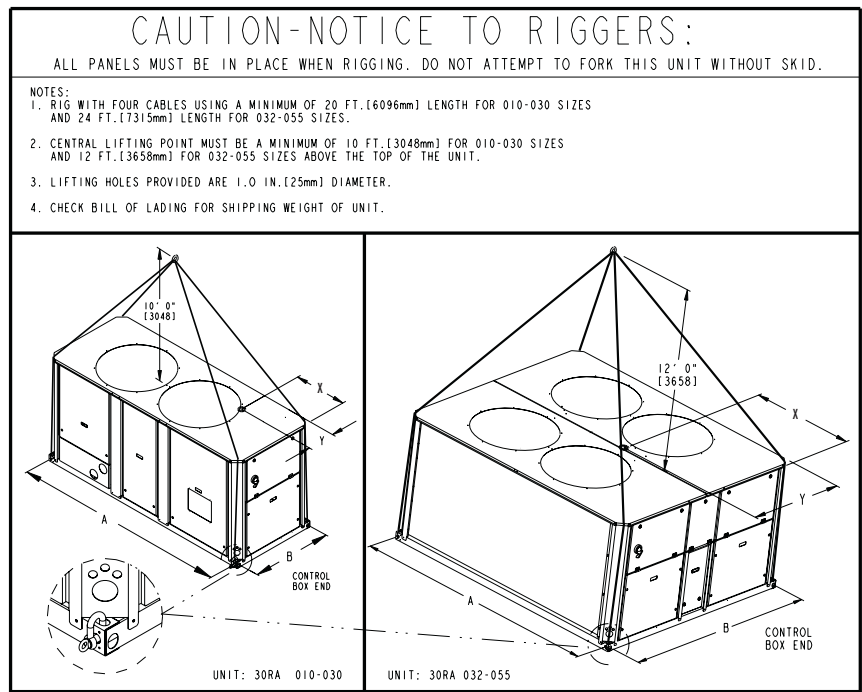 CAUTION-NOTICE TO RIGGERS:
ALL PANELS MUST BE IN PLACE WHEN RIGGING. DO NOT ATTEMPT TO FORK THIS UNIT WITHOUT SKID.
NOTES:
1. RIG WITH FOUR CABLES USING A MINIMUM OF 20 FT.[6096mm] LENGTH FOR 010-030 SIZES
AND 24 FT.[7315mm] LENGTH FOR 032-055 SIZES.
2. CENTRAL LIFTING POINT MUST BE A MINIMUM OF 10 FT.[3048mm] FOR 010-030 SIZES
AND 12 FT.[3658mm] FOR 032-055 SIZES ABOVE THE TOP OF THE UNIT.
3. LIFTING HOLES PROVIDED ARE 1.0 IN.[25mm] DIAMETER.
4. CHECK BILL OF LADING FOR SHIPPING WEIGHT OF UNIT.
10' 0"
[3048]
X
Y
A
B
CONTROL
BOX END
UNIT: 30RA 010-030
12' 0"
[3658]
X
Y
A
B
CONTROL
BOX END
UNIT: 30RA 032-055